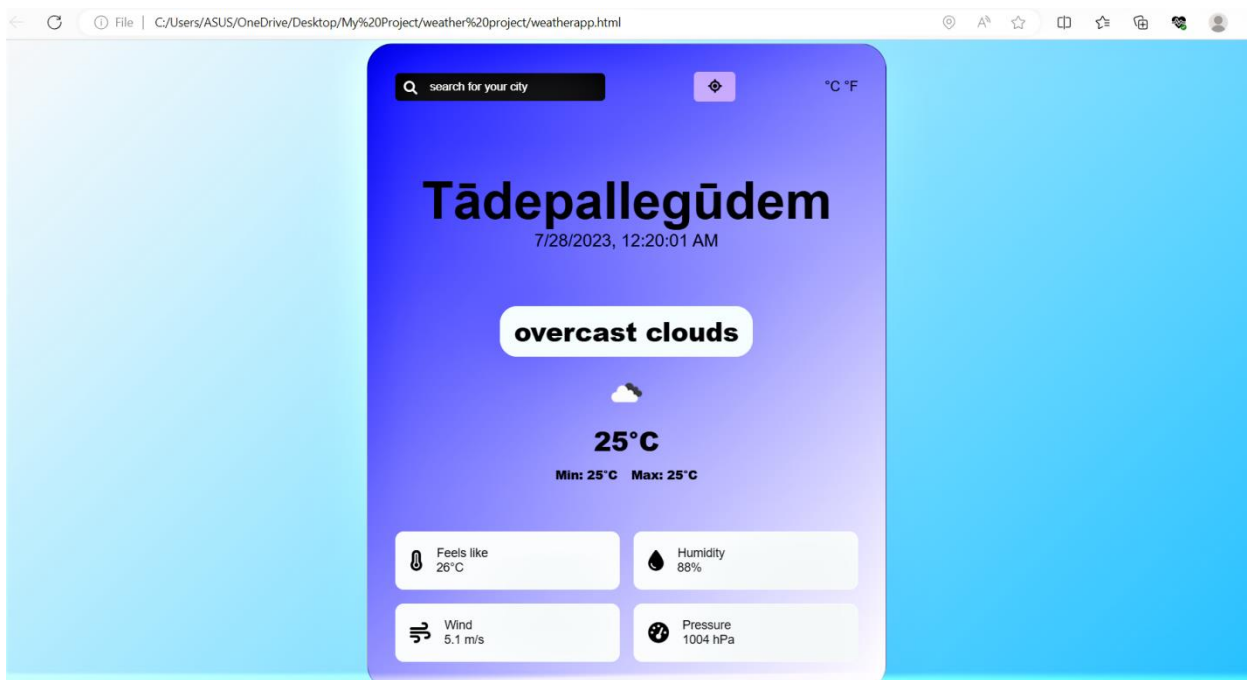 File | C:/Users/ASUS/OneDrive/Desktop/My%20Project/weather%20project/weatherapp.html
search for your city
°C °F
Tādepallegūdem
7/28/2023, 12:20:01 AM
overcast clouds
25°C
Min: 25°C Max: 25°C
Feels like
26°C
Humidity
88%
Wind
5.1 m/s
Pressure
1004 hPa